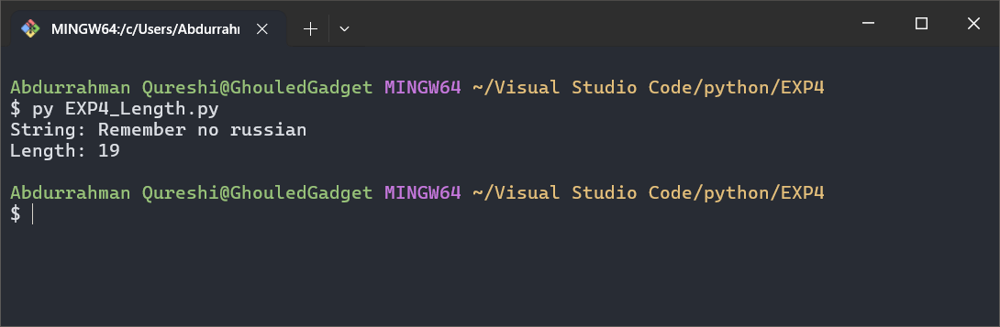 MINGW64:/c/Users/Abdurrahn
Abdurrahman Qureshi@GhouledGadget MINGW64 ~/Visual Studio Code/python/EXP4
$ py EXP4_Length.py
String: Remember no russian
Length: 19
Abdurrahman Qureshi@GhouledGadget MINGW64 ~/Visual Studio Code/python/EXP4
$